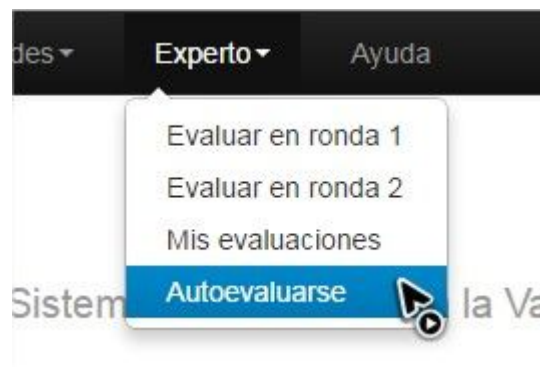 des Experto Ayuda
Evaluar en ronda 1
Evaluar en ronda 2
Mis evaluaciones
Autoevaluarse
Sistem la Va